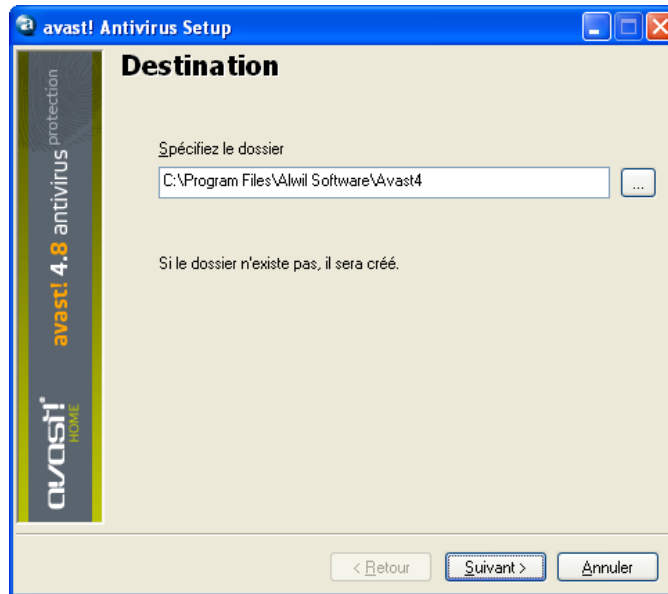 avast! Antivirus Setup
Destination
Spécifiez le dossier
C:\Program Files\Alwil Software\Avast4
...
Si le dossier n'existe pas, il sera créé.
avast! 4.8 antivirus protection
avast!
HOME
< Retour
Suivant >
Annuler